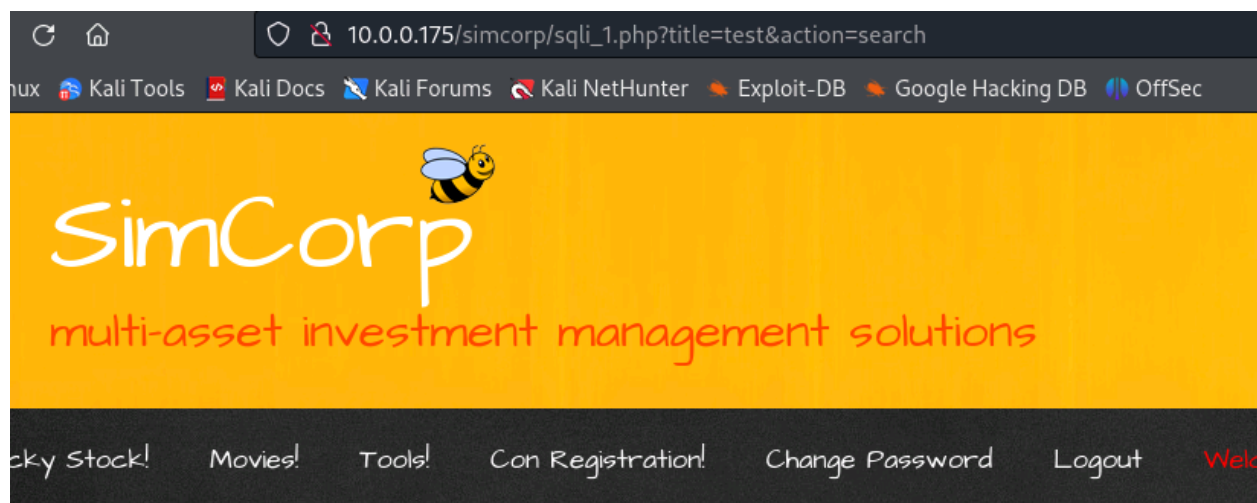 10.0.0.175/simcorp/sqli_1.php?title=test&action=search
Kali Tools Kali Docs Kali Forums Kali NetHunter Exploit-DB Google Hacking DB OffSec
SimCorp
multi-asset investment management solutions
Stock! Movies! Tools! Con Registration! Change Password Logout